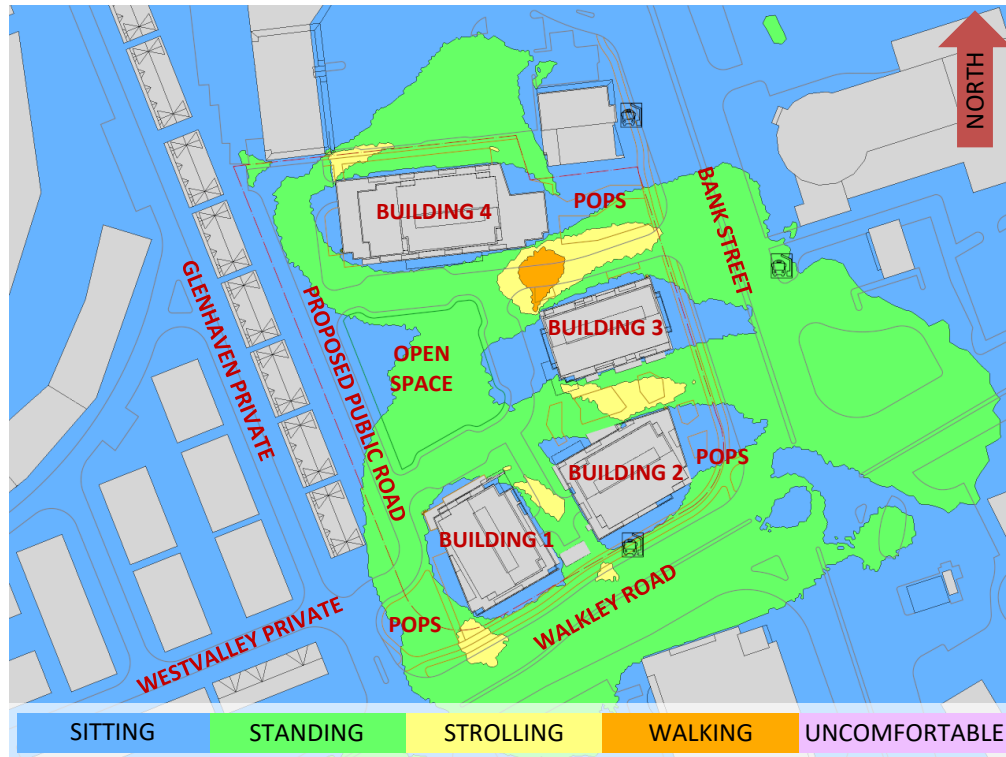 NORTH
BUILDING 4
POPS
BANK STREET
GLENHAVEN PRIVATE
PROPOSED PUBLIC ROAD
BUILDING 3
OPEN
SPACE
POPS
BUILDING 2
BUILDING 1
WALKLEY ROAD
POPS
WESTVALLEY PRIVATE
SITTING
STANDING
STROLLING
WALKING
UNCOMFORTABLE